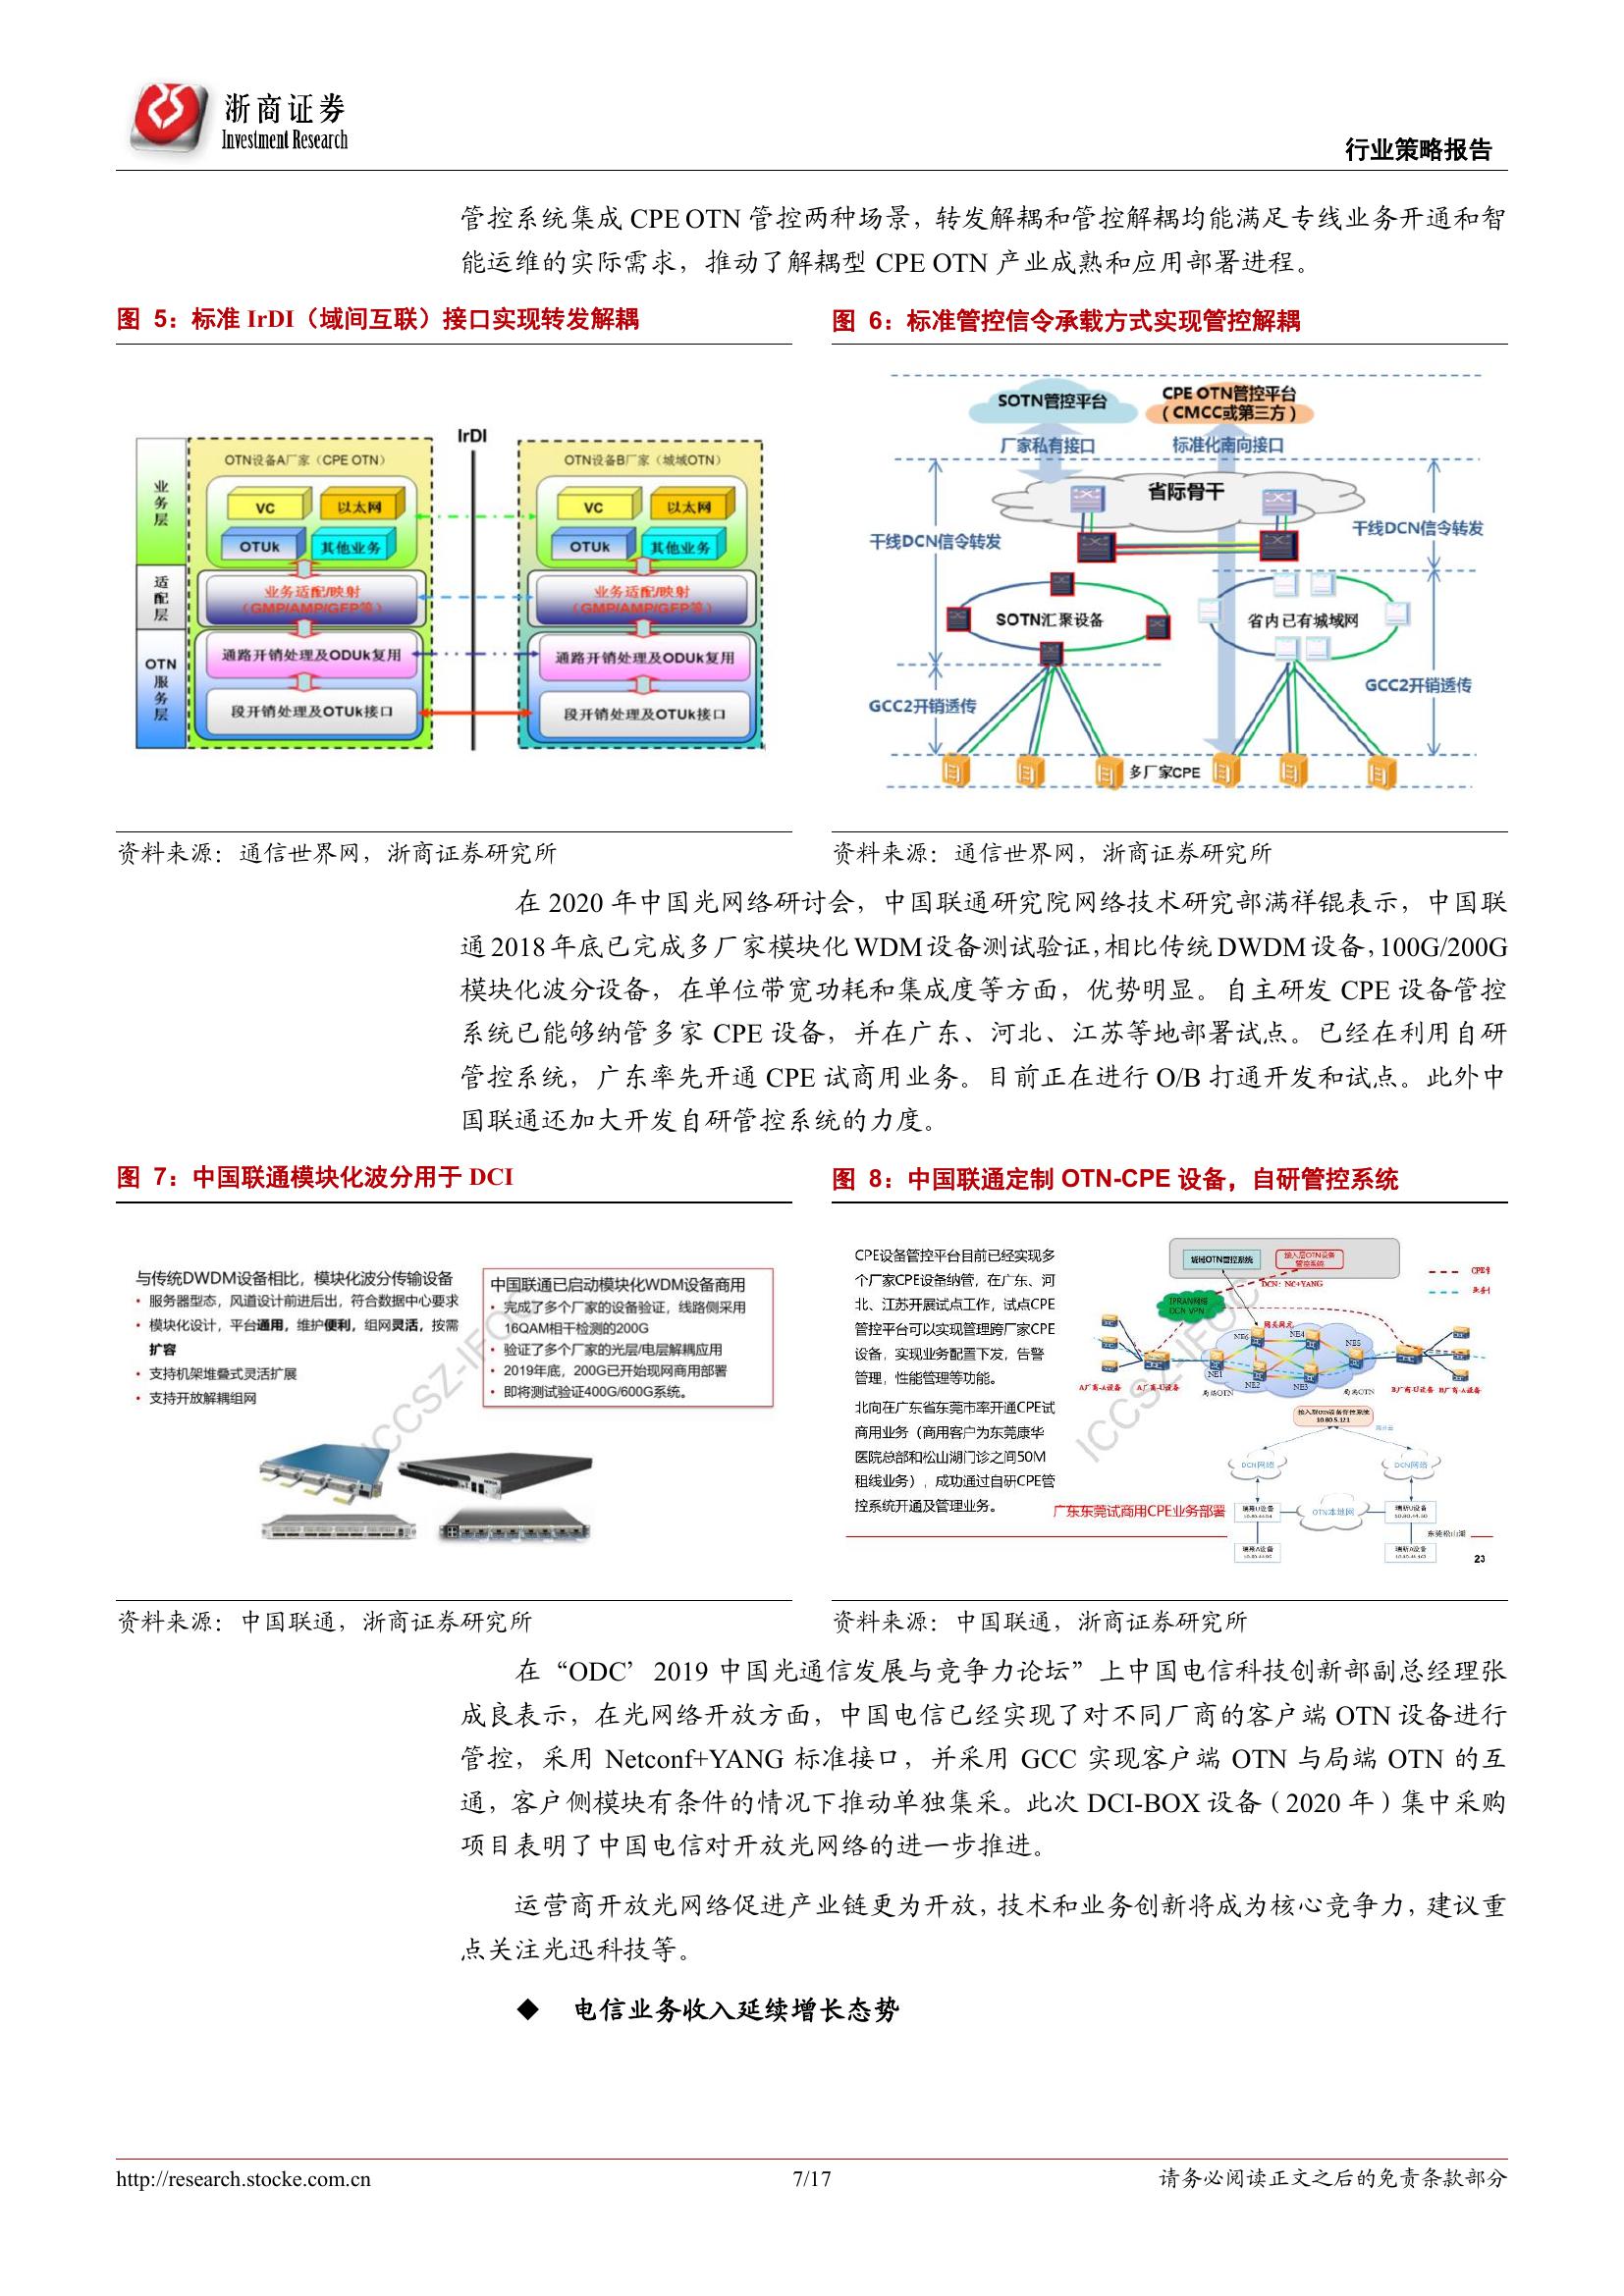 浙商证券
Investment Research
行业策略报告
管控系统集成 CPE OTN 管控两种场景，转发解耦和管控解耦均能满足专线业务开通和智
能运维的实际需求，推动了解耦型 CPE OTN 产业成熟和应用部署进程。
图 5：标准 IrDI（域间互联）接口实现转发解耦
IrDI
业务层
适配层
OTN服务层
OTN设备A厂家（CPE OTN）
VC
以太网
OTUk
其他业务
业务适配/映射
（GMP/AMP/GFP等）
通路开销处理及ODUk复用
段开销处理及OTUk接口
OTN设备B厂家（城域OTN）
VC
以太网
OTUk
其他业务
业务适配/映射
（GMP/AMP/GFP等）
通路开销处理及ODUk复用
段开销处理及OTUk接口
图 6：标准管控信令承载方式实现管控解耦
SOTN管控平台
CPE OTN管控平台
（CMCC或第三方）
厂家私有接口
标准化南向接口
省际骨干
干线DCN信令转发
干线DCN信令转发
SOTN汇聚设备
省内已有城域网
GCC2开销透传
GCC2开销透传
多厂家CPE
资料来源：通信世界网，浙商证券研究所
资料来源：通信世界网，浙商证券研究所
在 2020 年中国光网络研讨会，中国联通研究院网络技术研究部满祥锟表示，中国联
通 2018 年底已完成多厂家模块化 WDM 设备测试验证，相比传统 DWDM 设备，100G/200G
模块化波分设备，在单位带宽功耗和集成度等方面，优势明显。自主研发 CPE 设备管控
系统已能够纳管多家 CPE 设备，并在广东、河北、江苏等地部署试点。已经在利用自研
管控系统，广东率先开通 CPE 试商用业务。目前正在进行 O/B 打通开发和试点。此外中
国联通还加大开发自研管控系统的力度。
图 7：中国联通模块化波分用于 DCI
与传统DWDM设备相比，模块化波分传输设备
• 服务器型态，风道设计前进后出，符合数据中心要求
• 模块化设计，平台通用，维护便利，组网灵活，按需
扩容
• 支持机架堆叠式灵活扩展
• 支持开放解耦组网
中国联通已启动模块化WDM设备商用
• 完成了多个厂家的设备验证，线路侧采用
16QAM相干检测的200G
• 验证了多个厂家的光层/电层解耦应用
• 2019年底，200G已开始现网商用部署
• 即将测试验证400G/600G系统。
图 8：中国联通定制 OTN-CPE 设备，自研管控系统
CPE设备管控平台目前已经实现多
个厂家CPE设备纳管，在广东、河
北、江苏开展试点工作，试点CPE
管控平台可以实现管理跨厂家CPE
设备，实现业务配置下发，告警
管理，性能管理等功能。
北向在广东省东莞市率开通CPE试
商用业务（商用客户为东莞康华
医院总部和松山湖门诊之间50M
租线业务），成功通过自研CPE管
控系统开通及管理业务。
城域OTN管控系统
接入层OTN设备
管控系统
DCN：NC+YANG
IPRAN网络
DCN VPN
网关网元
NE6
NE4
NE5
NE1
NE2
NE3
局端OTN
局端OTN
A厂商-A设备
A厂商-U设备
B厂商-U设备
B厂商-A设备
接入型OTN设备管控系统
10.80.5.121
DCN网络
DCN网络
OTN本地网
广东东莞试商用CPE业务部署
东莞松山湖
23
ICCSZ-IFOC
ICCSZ-IFOC
资料来源：中国联通，浙商证券研究所
资料来源：中国联通，浙商证券研究所
在“ODC’2019 中国光通信发展与竞争力论坛”上中国电信科技创新部副总经理张
成良表示，在光网络开放方面，中国电信已经实现了对不同厂商的客户端 OTN 设备进行
管控，采用 Netconf+YANG 标准接口，并采用 GCC 实现客户端 OTN 与局端 OTN 的互
通，客户侧模块有条件的情况下推动单独集采。此次 DCI-BOX 设备（2020 年）集中采购
项目表明了中国电信对开放光网络的进一步推进。
运营商开放光网络促进产业链更为开放，技术和业务创新将成为核心竞争力，建议重
点关注光迅科技等。
◆ 电信业务收入延续增长态势
http://research.stocke.com.cn
7/17
请务必阅读正文之后的免责条款部分